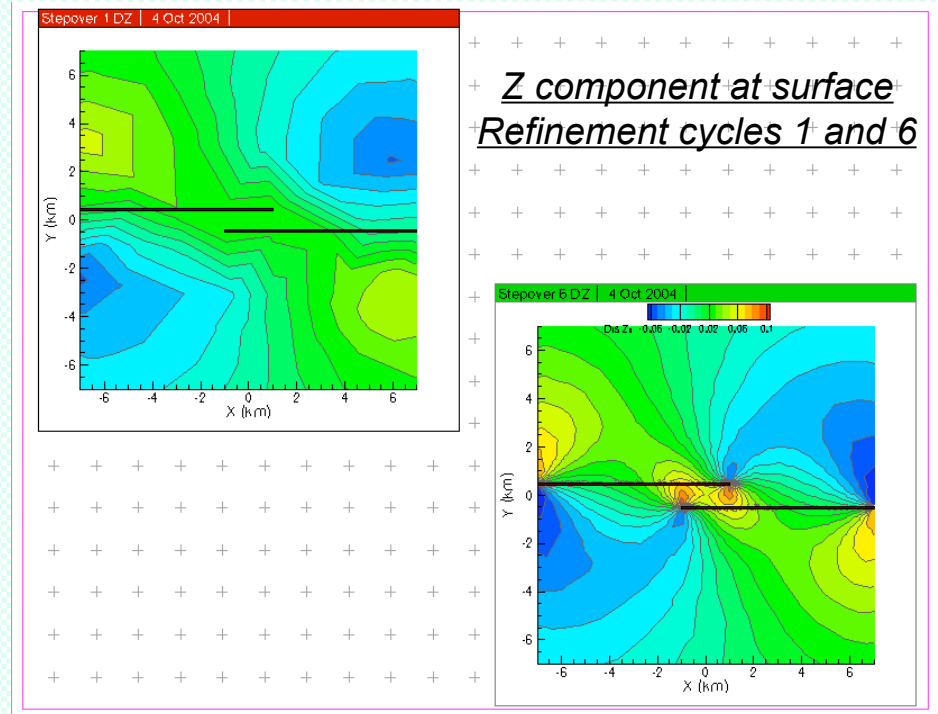 Stepover 1 DZ | 4 Oct 2004 |
Z component at surface
Refinement cycles 1 and 6
6
4
2
0
-2
-4
-6
Y (km)
-6 -4 -2 0 2 4 6
X (km)
Stepover 6 DZ | 4 Oct 2004 |
-0.06 -0.02 0.02 0.06 0.1
6
4
2
0
-2
-4
-6
Y (km)
-6 -4 -2 0 2 4 6
X (km)